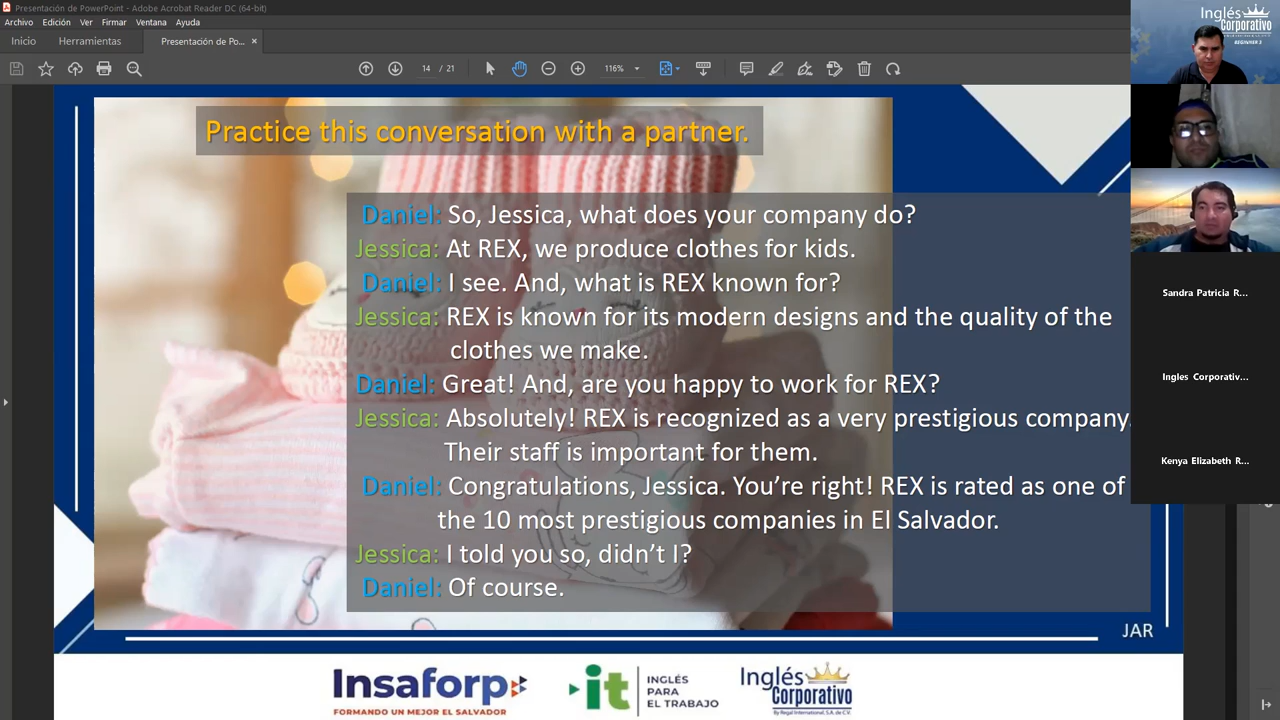 Presentación de PowerPoint - Adobe Acrobat Reader DC (64-bit)
Archivo Edición Ver Firmar Ventana Ayuda
Inicio Herramientas Presentación de Po... ×
14 / 21 116%
Practice this conversation with a partner.
Daniel: So, Jessica, what does your company do?
Jessica: At REX, we produce clothes for kids.
Daniel: I see. And, what is REX known for?
Jessica: REX is known for its modern designs and the quality of the
clothes we make.
Daniel: Great! And, are you happy to work for REX?
Jessica: Absolutely! REX is recognized as a very prestigious company.
Their staff is important for them.
Daniel: Congratulations, Jessica. You’re right! REX is rated as one of
the 10 most prestigious companies in El Salvador.
Jessica: I told you so, didn’t I?
Daniel: Of course.
JAR
Insaforp
FORMANDO UN MEJOR EL SALVADOR
it
INGLÉS
PARA
EL TRABAJO
Inglés
Corporativo
By Regal International, S.A. de C.V.
Inglés
Corporativo
BEGINNER 3
Sandra Patricia R...
Ingles Corporativ...
Kenya Elizabeth R...